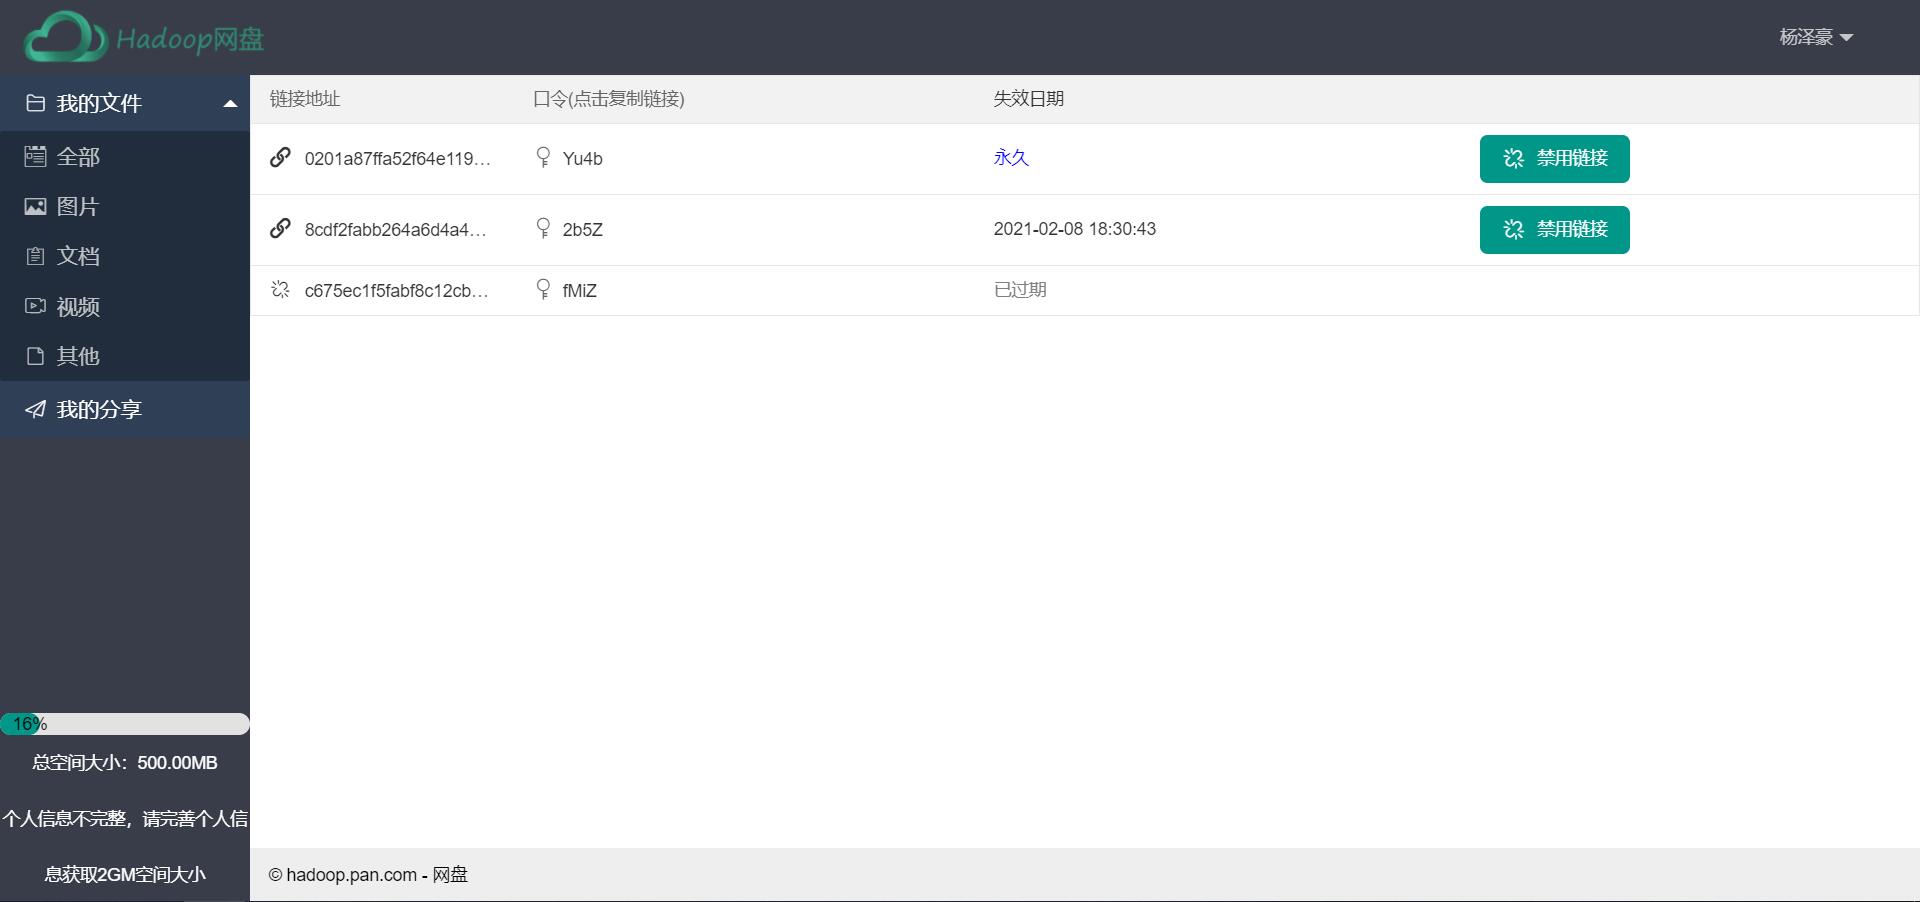 Hadoop网盘
杨泽豪
我的文件
全部
图片
文档
视频
其他
我的分享
16%
总空间大小：500.00MB
个人信息不完整，请完善个人信
息获取2GM空间大小
链接地址 口令(点击复制链接) 失效日期
0201a87ffa52f64e119... Yu4b 永久 禁用链接
8cdf2fabb264a6d4a4... 2b5Z 2021-02-08 18:30:43 禁用链接
c675ec1f5fabf8c12cb... fMiZ 已过期
© hadoop.pan.com - 网盘